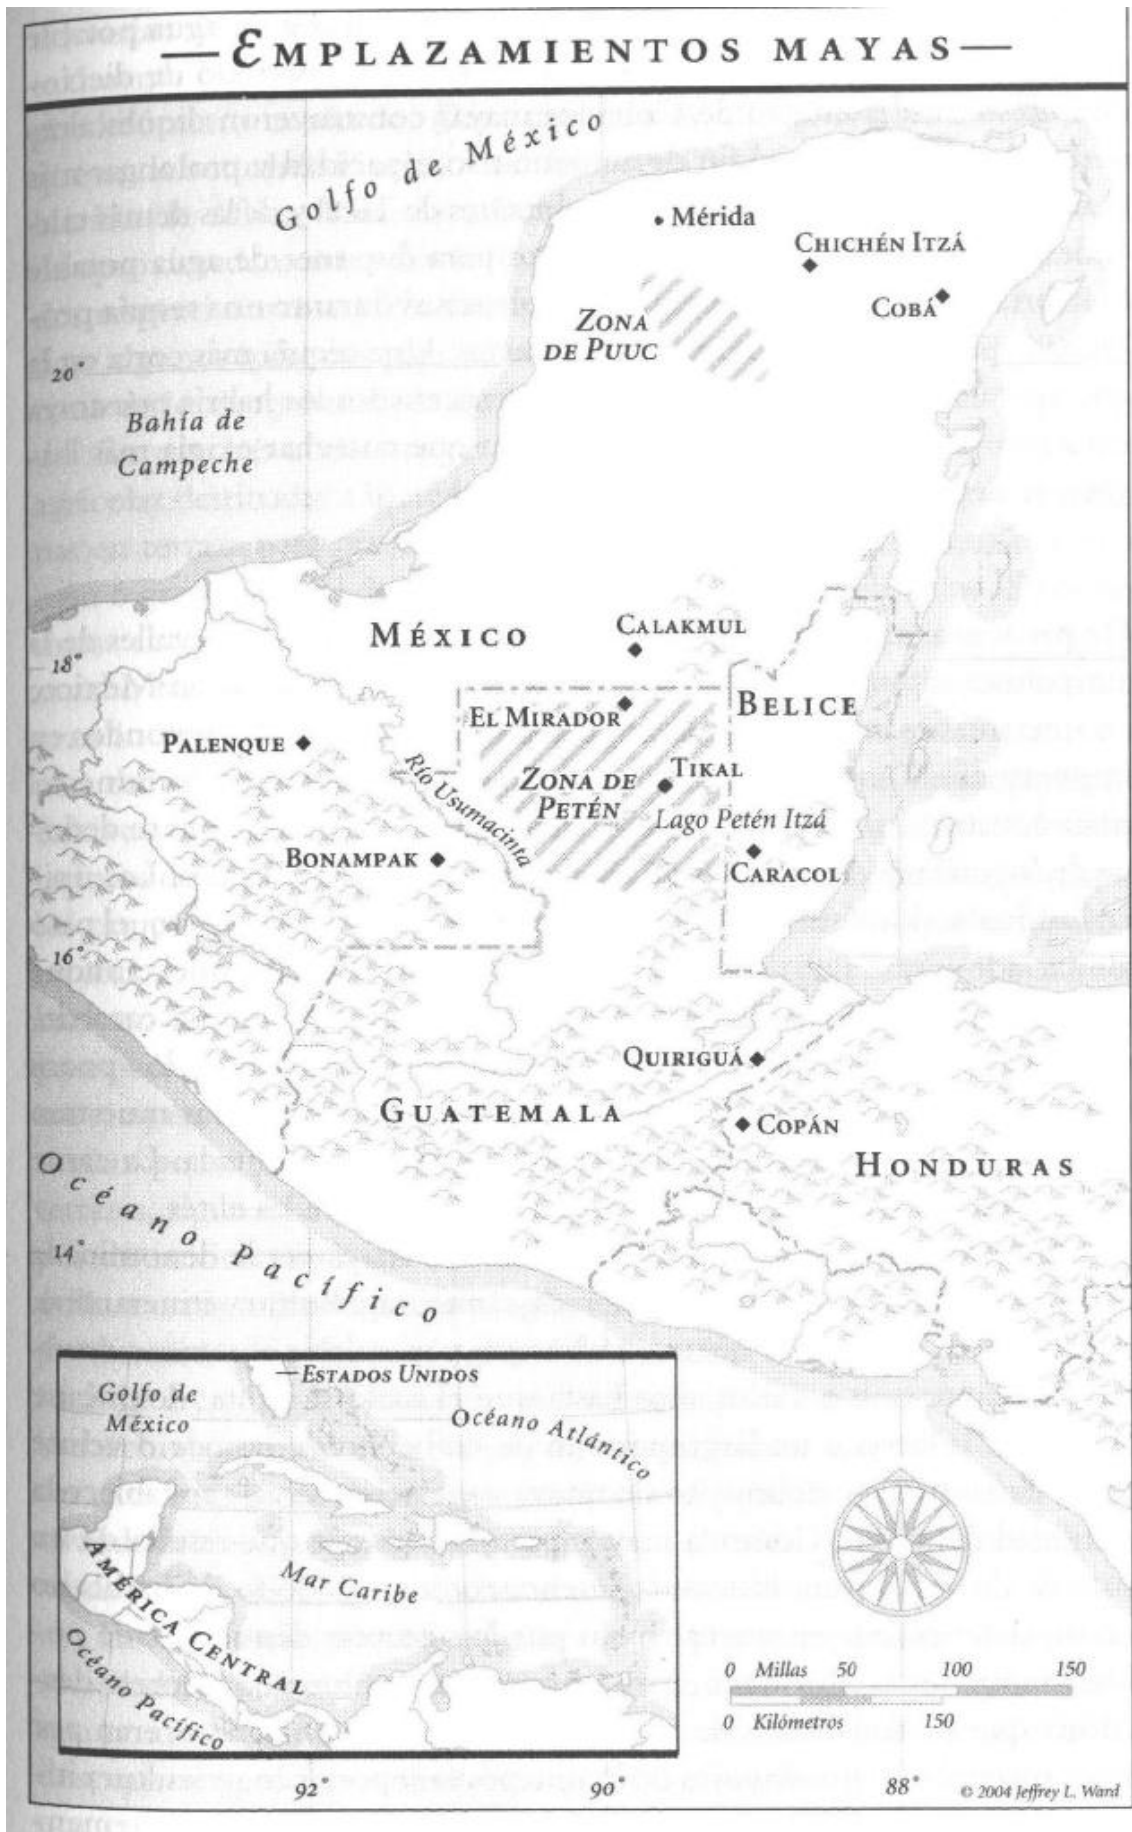 EMPLAZAMIENTOS MAYAS
Golfo de México
Mérida
CHICHÉN ITZÁ
COBÁ
ZONA
DE PUUC
20°
Bahía de
Campeche
MÉXICO
CALAKMUL
18°
BELICE
EL MIRADOR
PALENQUE
TIKAL
ZONA DE
PETÉN
Río Usumacinta
Lago Petén Itzá
BONAMPAK
CARACOL
16°
QUIRIGUÁ
GUATEMALA
COPÁN
HONDURAS
Océano Pacífico
14°
ESTADOS UNIDOS
Golfo de
México
Océano Atlántico
Mar Caribe
AMÉRICA CENTRAL
Océano Pacífico
0 Millas 50 100 150
0 Kilómetros 150
92° 90° 88°
© 2004 Jeffrey L. Ward